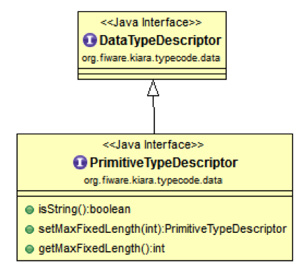 <<Java Interface>>
DataTypeDescriptor
org.fiware.kiara.typecode.data
<<Java Interface>>
PrimitiveTypeDescriptor
org.fiware.kiara.typecode.data
isString():boolean
setMaxFixedLength(int):PrimitiveTypeDescriptor
getMaxFixedLength():int